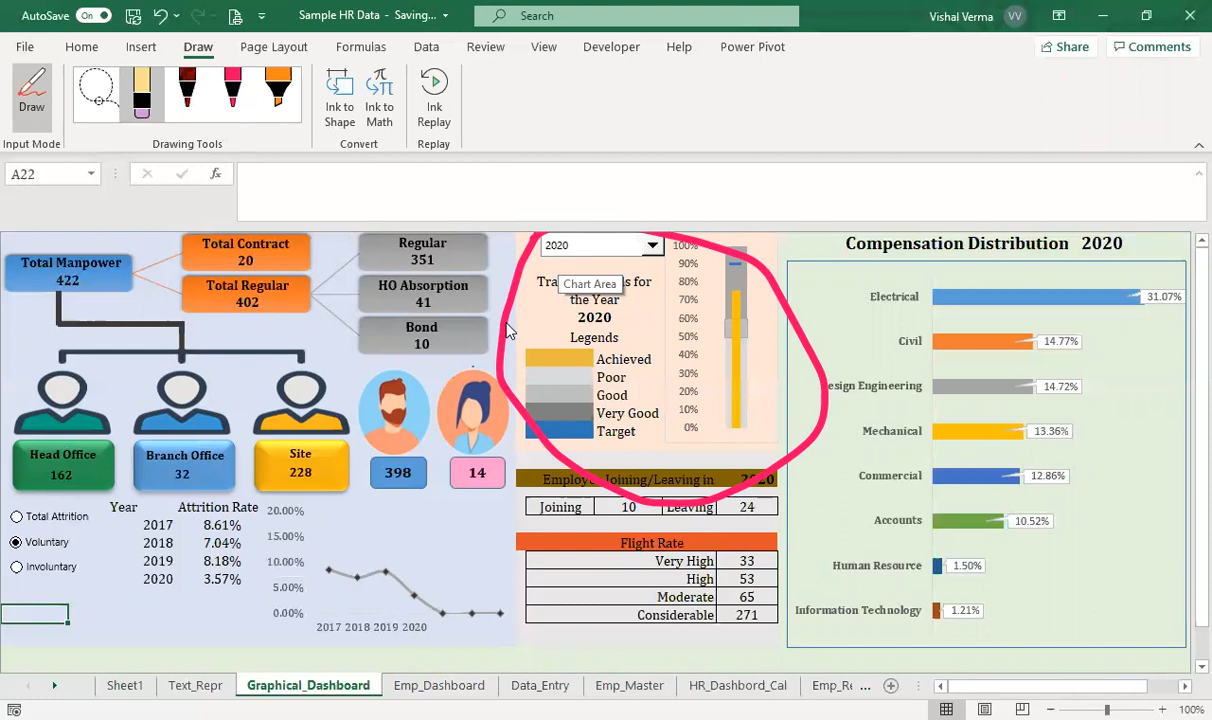 AutoSave On Sample HR Data - Saving... Search Vishal Verma VV
File Home Insert Draw Page Layout Formulas Data Review View Developer Help Power Pivot Share Comments
Draw
Ink to Shape
Ink to Math
Ink Replay
Input Mode Drawing Tools Convert Replay
A22 fx
Total Manpower
422
Total Contract
20
Total Regular
402
Regular
351
HO Absorption
41
Bond
10
Head Office
162
Branch Office
32
Site
228
398
14
Total Attrition
Voluntary
Involuntary
Year Attrition Rate
2017 8.61%
2018 7.04%
2019 8.18%
2020 3.57%
20.00%
15.00%
10.00%
5.00%
0.00%
2017 2018 2019 2020
2020
Chart Area
for
the Year
2020
Legends
Achieved
Poor
Good
Very Good
Target
100%
90%
80%
70%
60%
50%
40%
30%
20%
10%
0%
Employee Joining/Leaving in 2020
Joining 10 Leaving 24
Flight Rate
Very High 33
High 53
Moderate 65
Considerable 271
Compensation Distribution 2020
Electrical 31.07%
Civil 14.77%
esign Engineering 14.72%
Mechanical 13.36%
Commercial 12.86%
Accounts 10.52%
Human Resource 1.50%
Information Technology 1.21%
Sheet1 Text_Repr Graphical_Dashboard Emp_Dashboard Data_Entry Emp_Master HR_Dashbord_Cal Emp_Re ...
100%